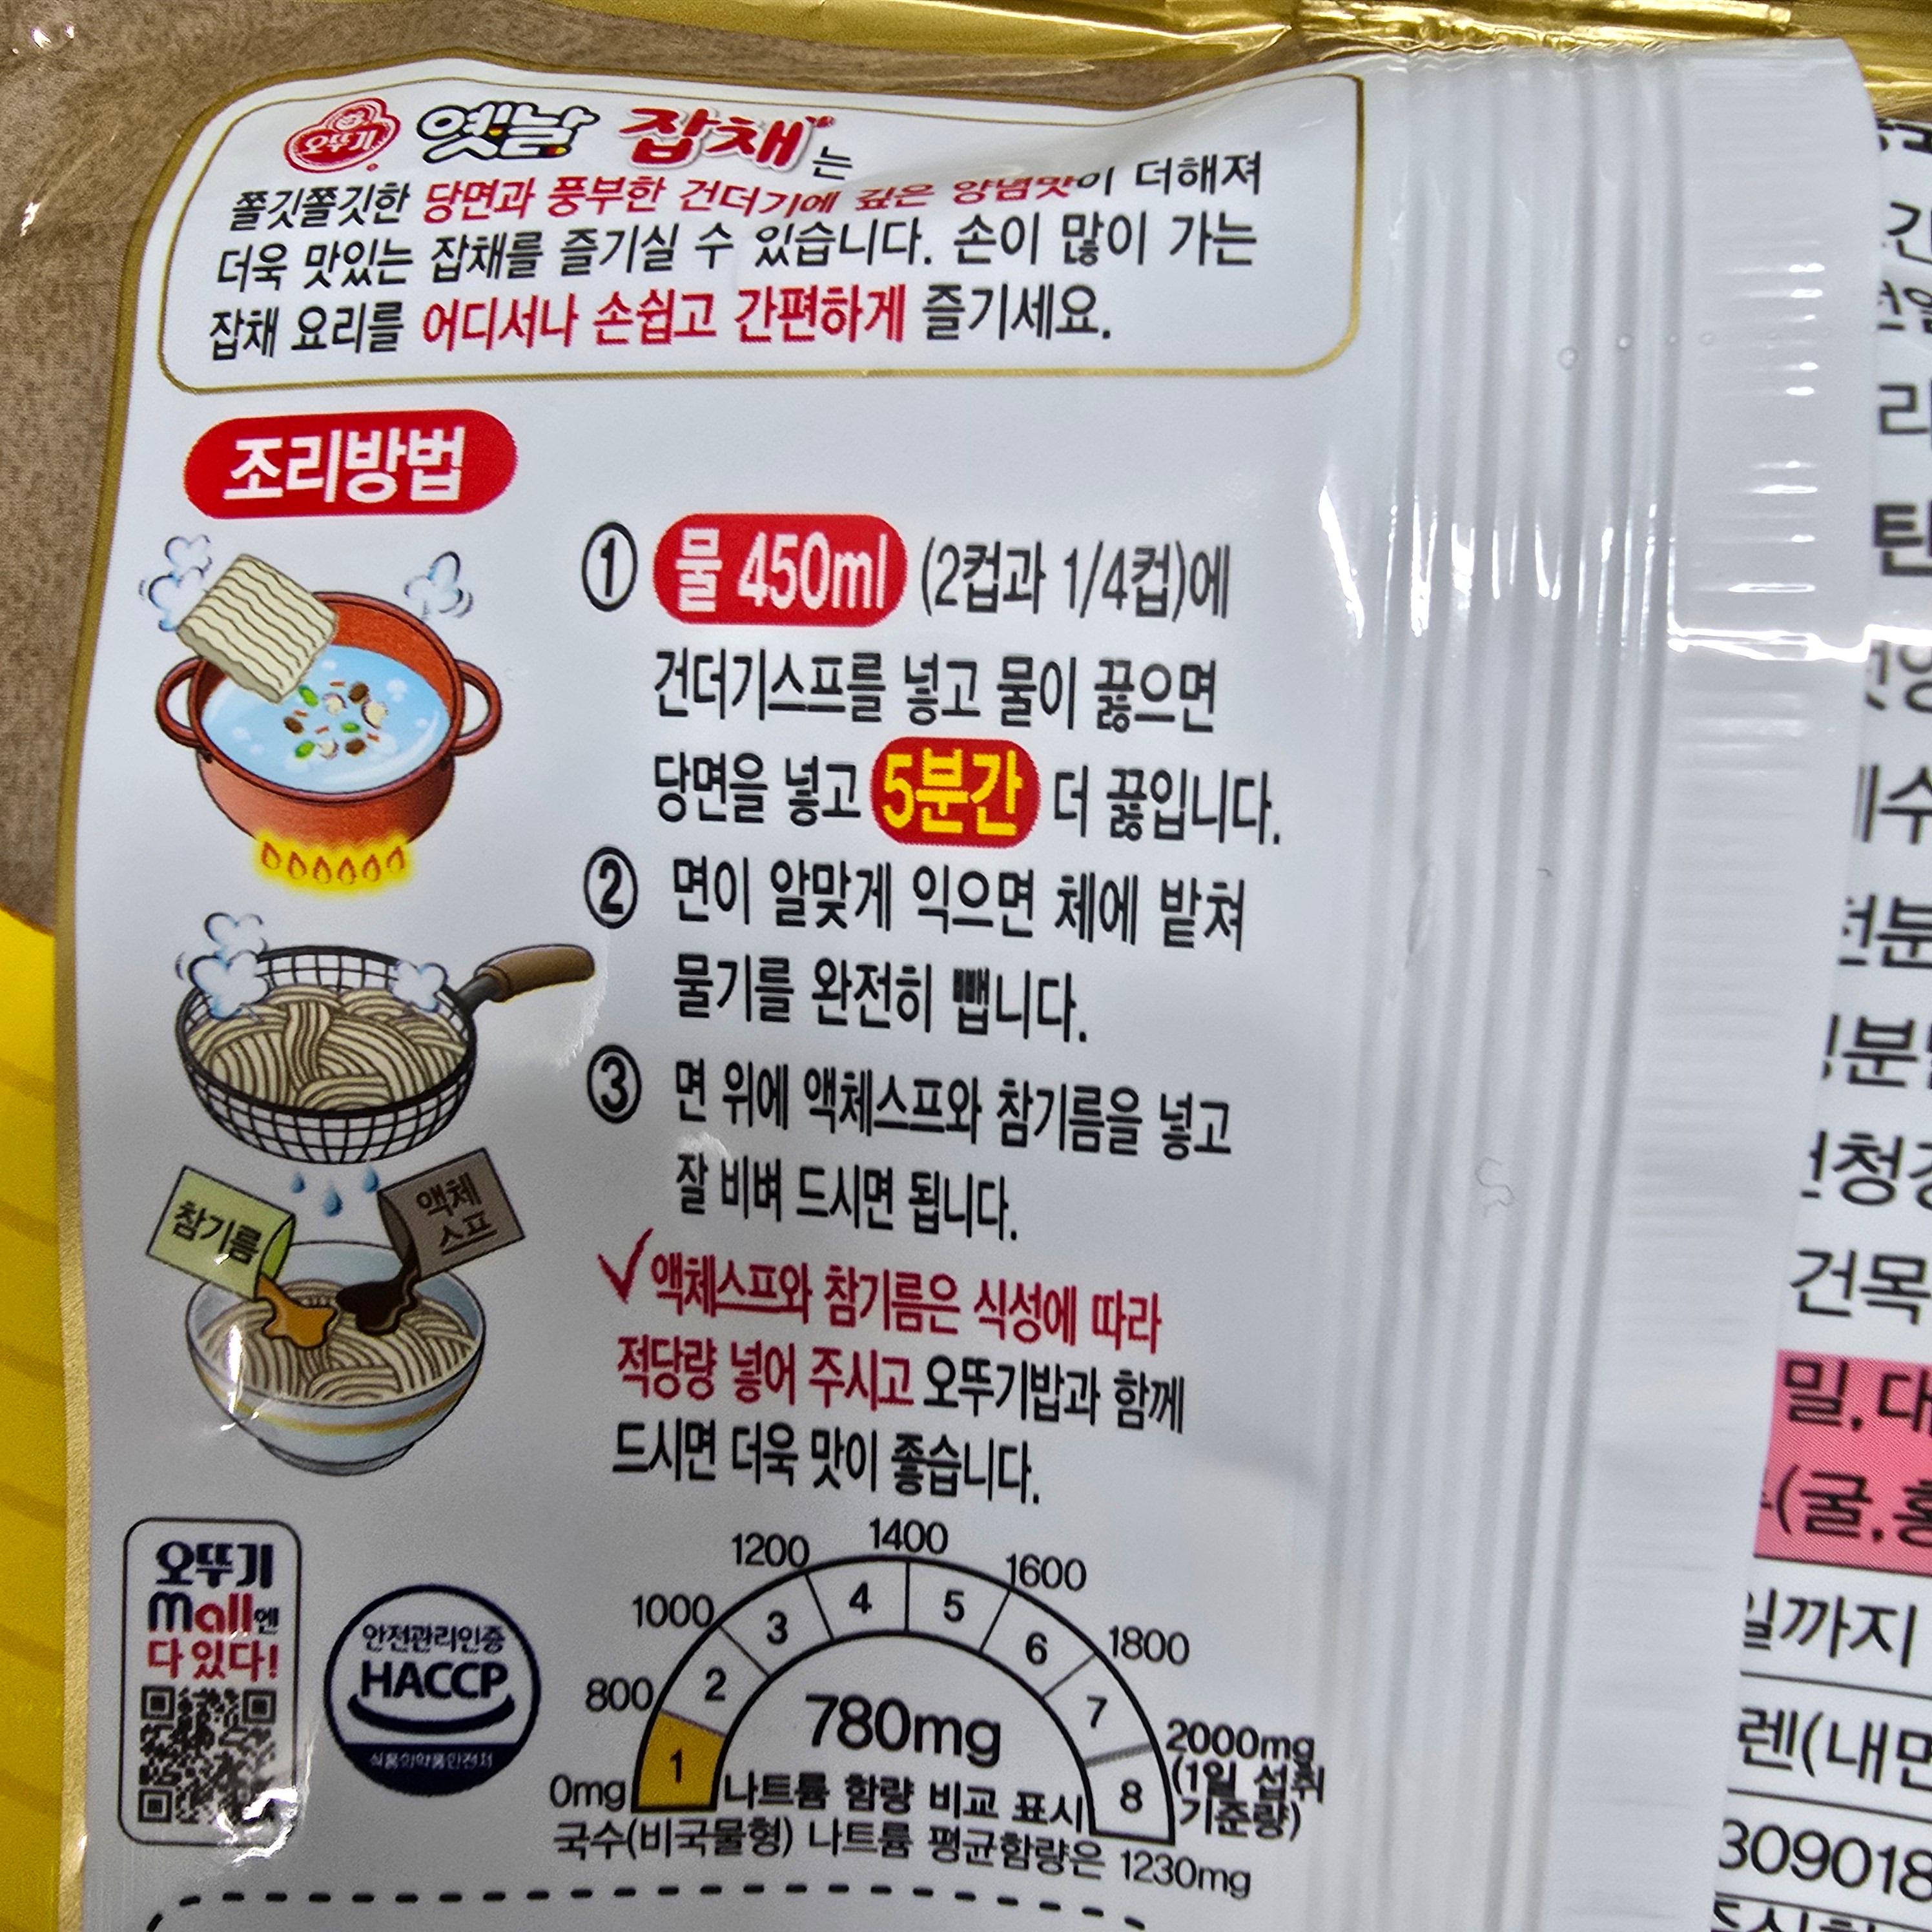 오뚜기 옛날 잡채는
쫄깃쫄깃한 당면과 풍부한 건더기에 깊은 양념맛이 더해져
더욱 맛있는 잡채를 즐기실 수 있습니다. 손이 많이 가는
잡채 요리를 어디서나 손쉽고 간편하게 즐기세요.
조리방법
① 물 450ml (2컵과 1/4컵)에
건더기스프를 넣고 물이 끓으면
당면을 넣고 5분간 더 끓입니다.
② 면이 알맞게 익으면 체에 밭쳐
물기를 완전히 뺍니다.
③ 면 위에 액체스프와 참기름을 넣고
잘 비벼 드시면 됩니다.
참기름
액체
스프
✓액체스프와 참기름은 식성에 따라
적당량 넣어 주시고 오뚜기밥과 함께
드시면 더욱 맛이 좋습니다.
오뚜기
mall엔
다 있다!
안전관리인증
HACCP
식품의약품안전처
0mg 800 1000 1200 1400 1600 1800 2000mg
(1일 섭취
기준량)
1 2 3 4 5 6 7 8
780mg
나트륨 함량 비교 표시
국수(비국물형) 나트륨 평균함량은 1230mg
건목
밀, 대
(굴, 홍
일까지
렌(내면
309018